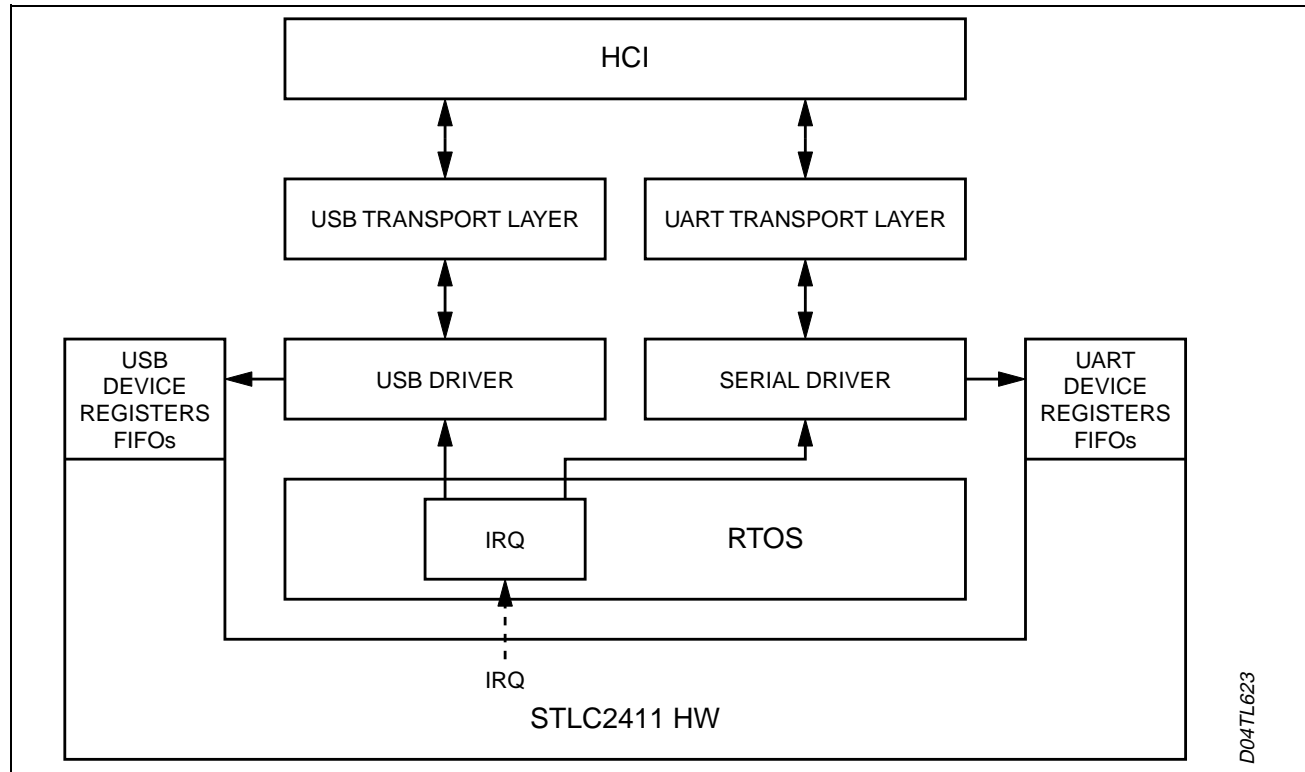 HCI
USB TRANSPORT LAYER
UART TRANSPORT LAYER
USB
DEVICE
REGISTERS
FIFOs
USB DRIVER
SERIAL DRIVER
UART
DEVICE
REGISTERS
FIFOs
IRQ
RTOS
IRQ
STLC2411 HW
D04TL623